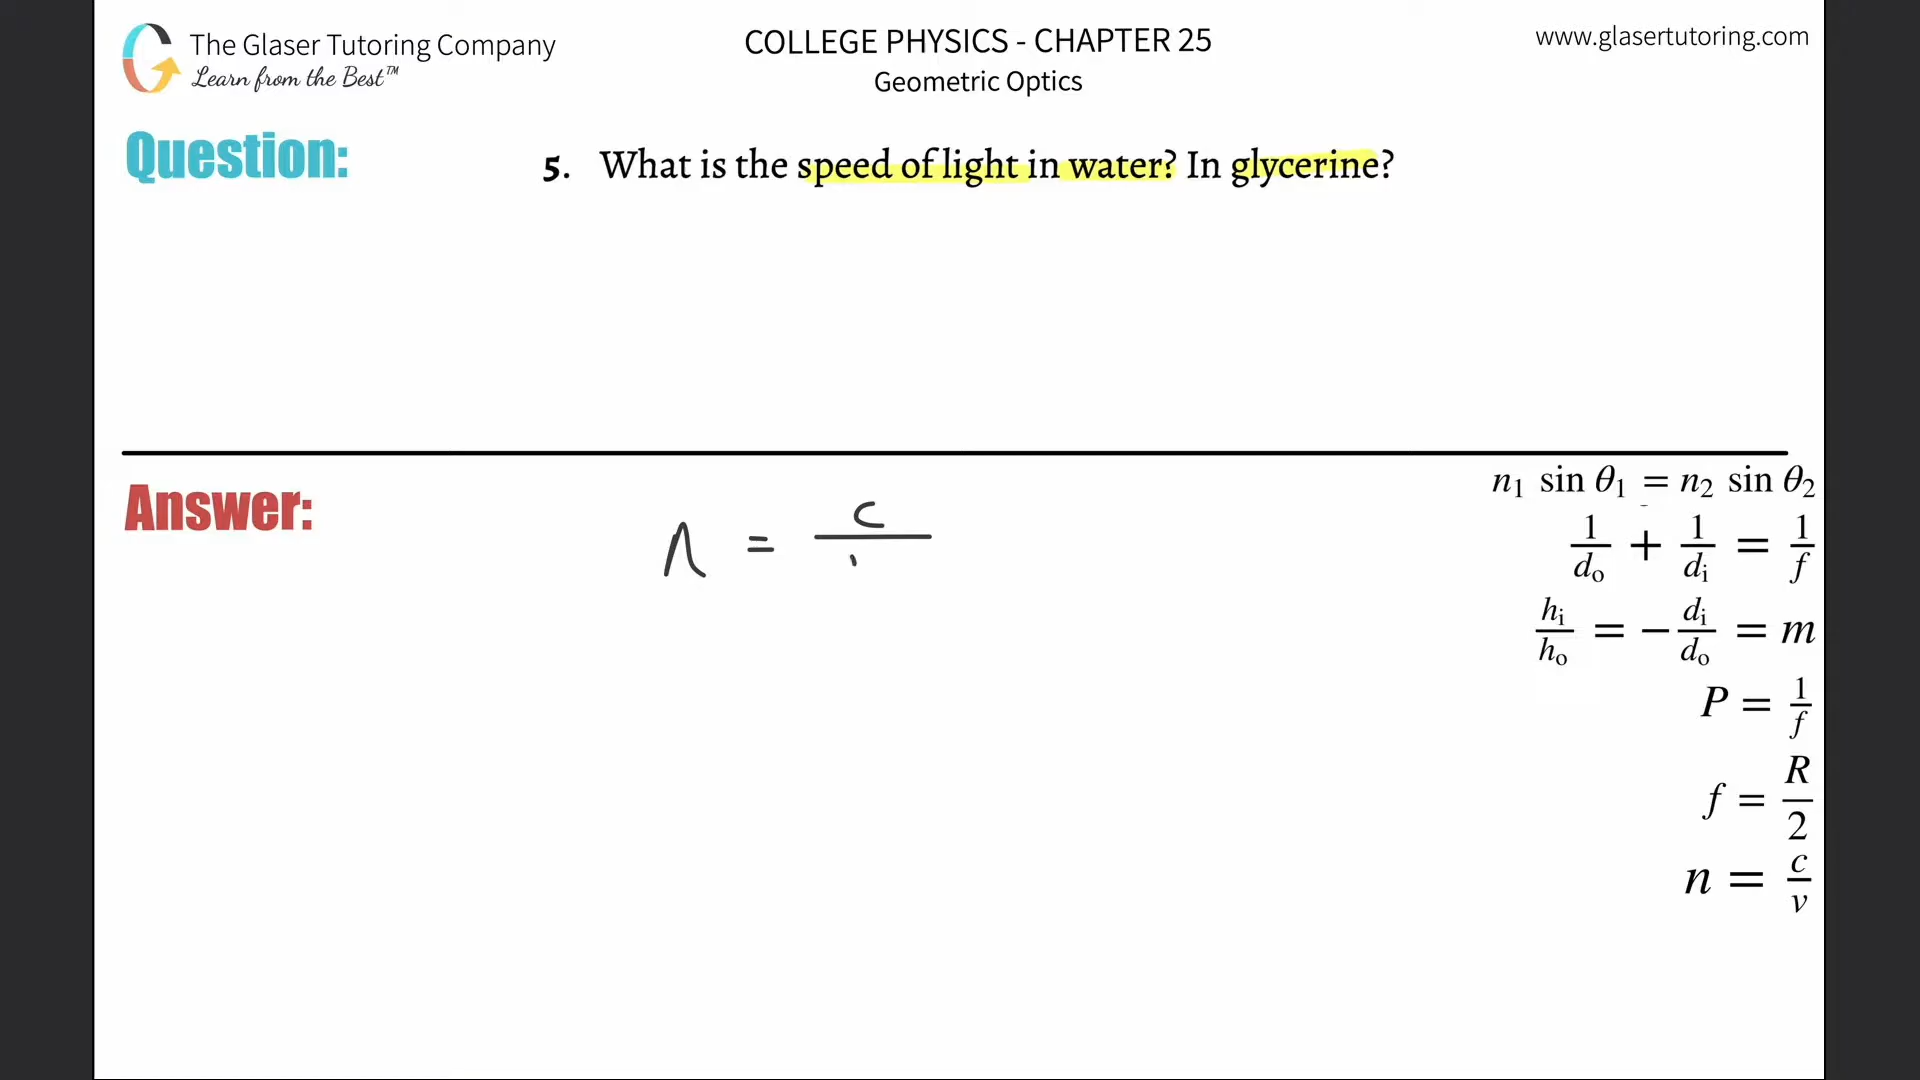 The Glaser Tutoring Company
Learn from the Best™
COLLEGE PHYSICS - CHAPTER 25
Geometric Optics
www.glasertutoring.com
Question:
5. What is the speed of light in water? In glycerine?
Answer:
n = c/
n₁ sin θ₁ = n₂ sin θ₂
1/dₒ + 1/dᵢ = 1/f
hᵢ/hₒ = −dᵢ/dₒ = m
P = 1/f
f = R/2
n = c/v